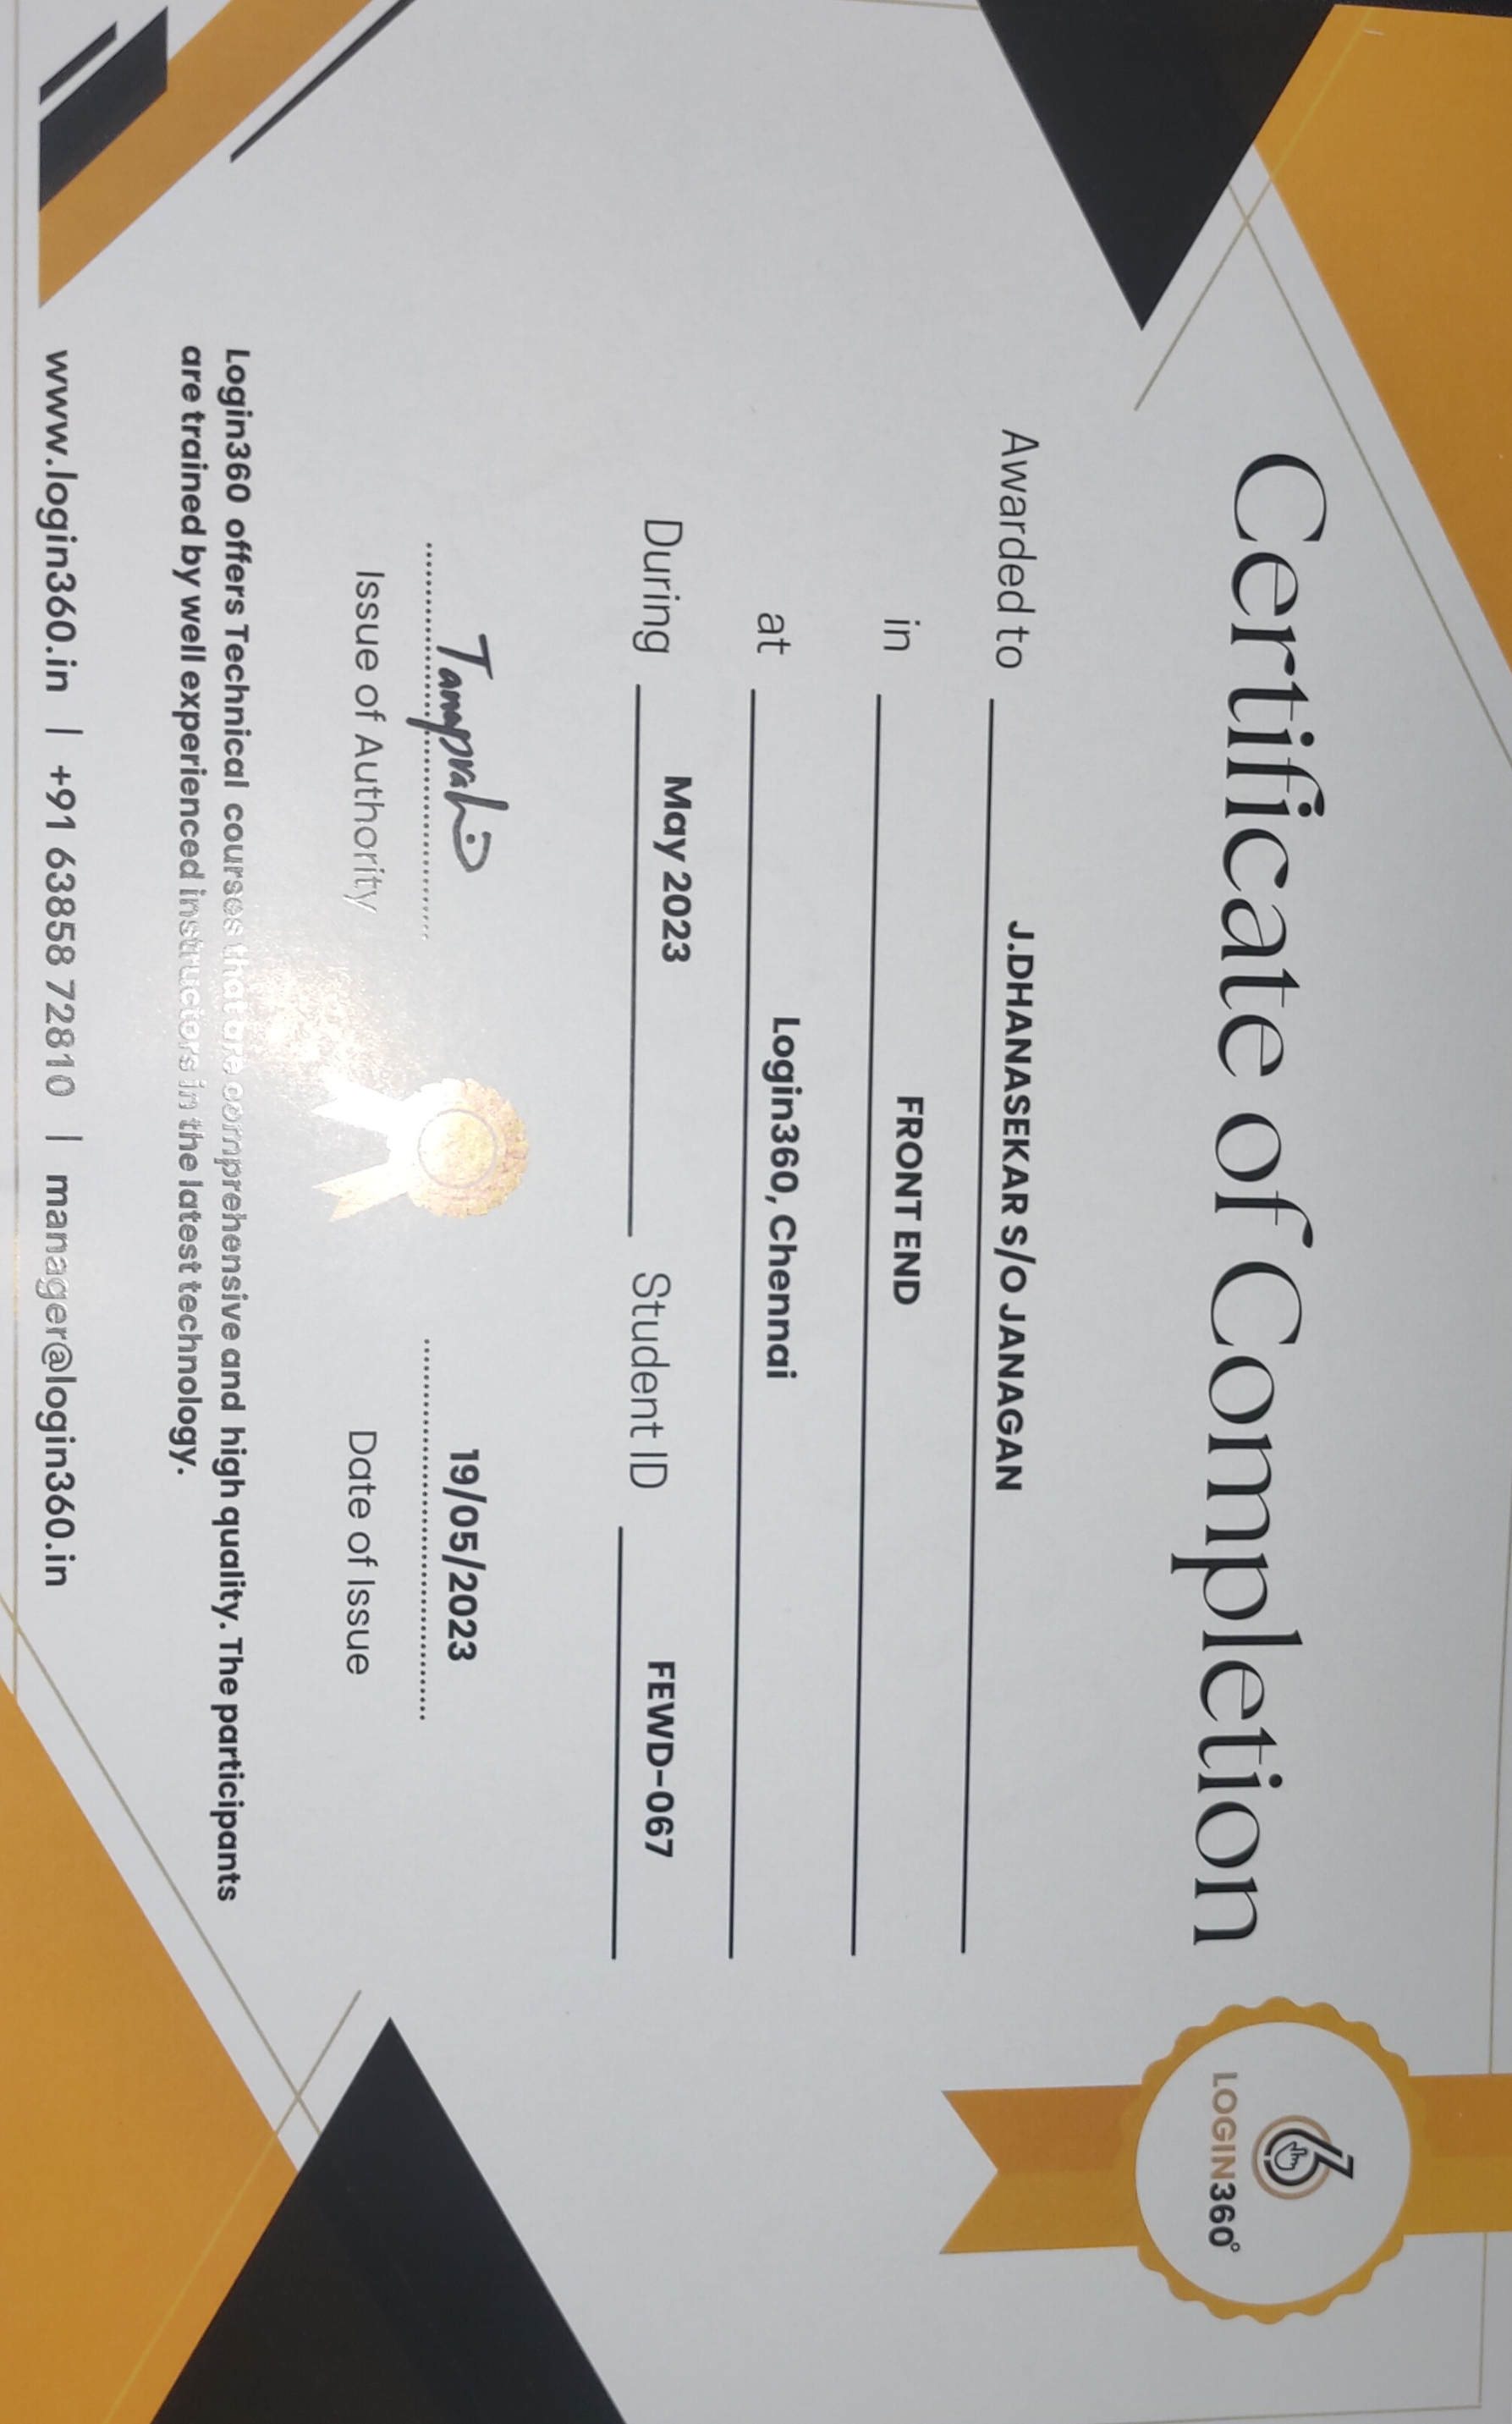 Certificate of Completion
LOGIN360°
Awarded to J.DHANASEKAR S/O JANAGAN
in FRONT END
at Login360, Chennai
During May 2023 Student ID FEWD-067
19/05/2023
Issue of Authority Date of Issue
Login360 offers Technical courses that are comprehensive and high quality. The participants
are trained by well experienced instructors in the latest technology.
www.login360.in | +91 63858 72810 | manager@login360.in